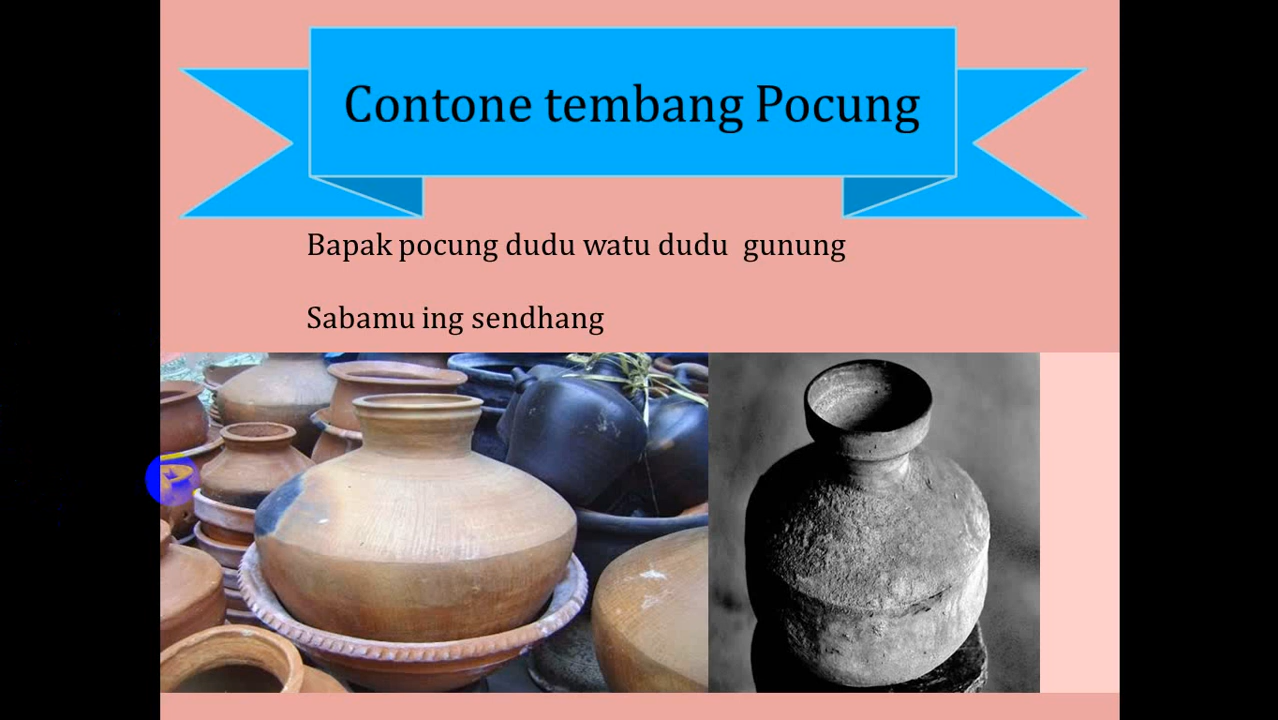 Contone tembang Pocung
Bapak pocung dudu watu dudu gunung
Sabamu ing sendhang